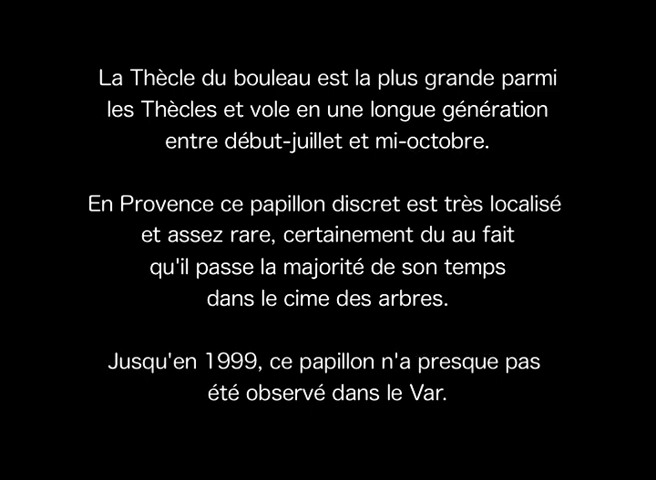 La Thècle du bouleau est la plus grande parmi
les Thècles et vole en une longue génération
entre début-juillet et mi-octobre.
En Provence ce papillon discret est très localisé
et assez rare, certainement du au fait
qu'il passe la majorité de son temps
dans le cime des arbres.
Jusqu'en 1999, ce papillon n'a presque pas
été observé dans le Var.